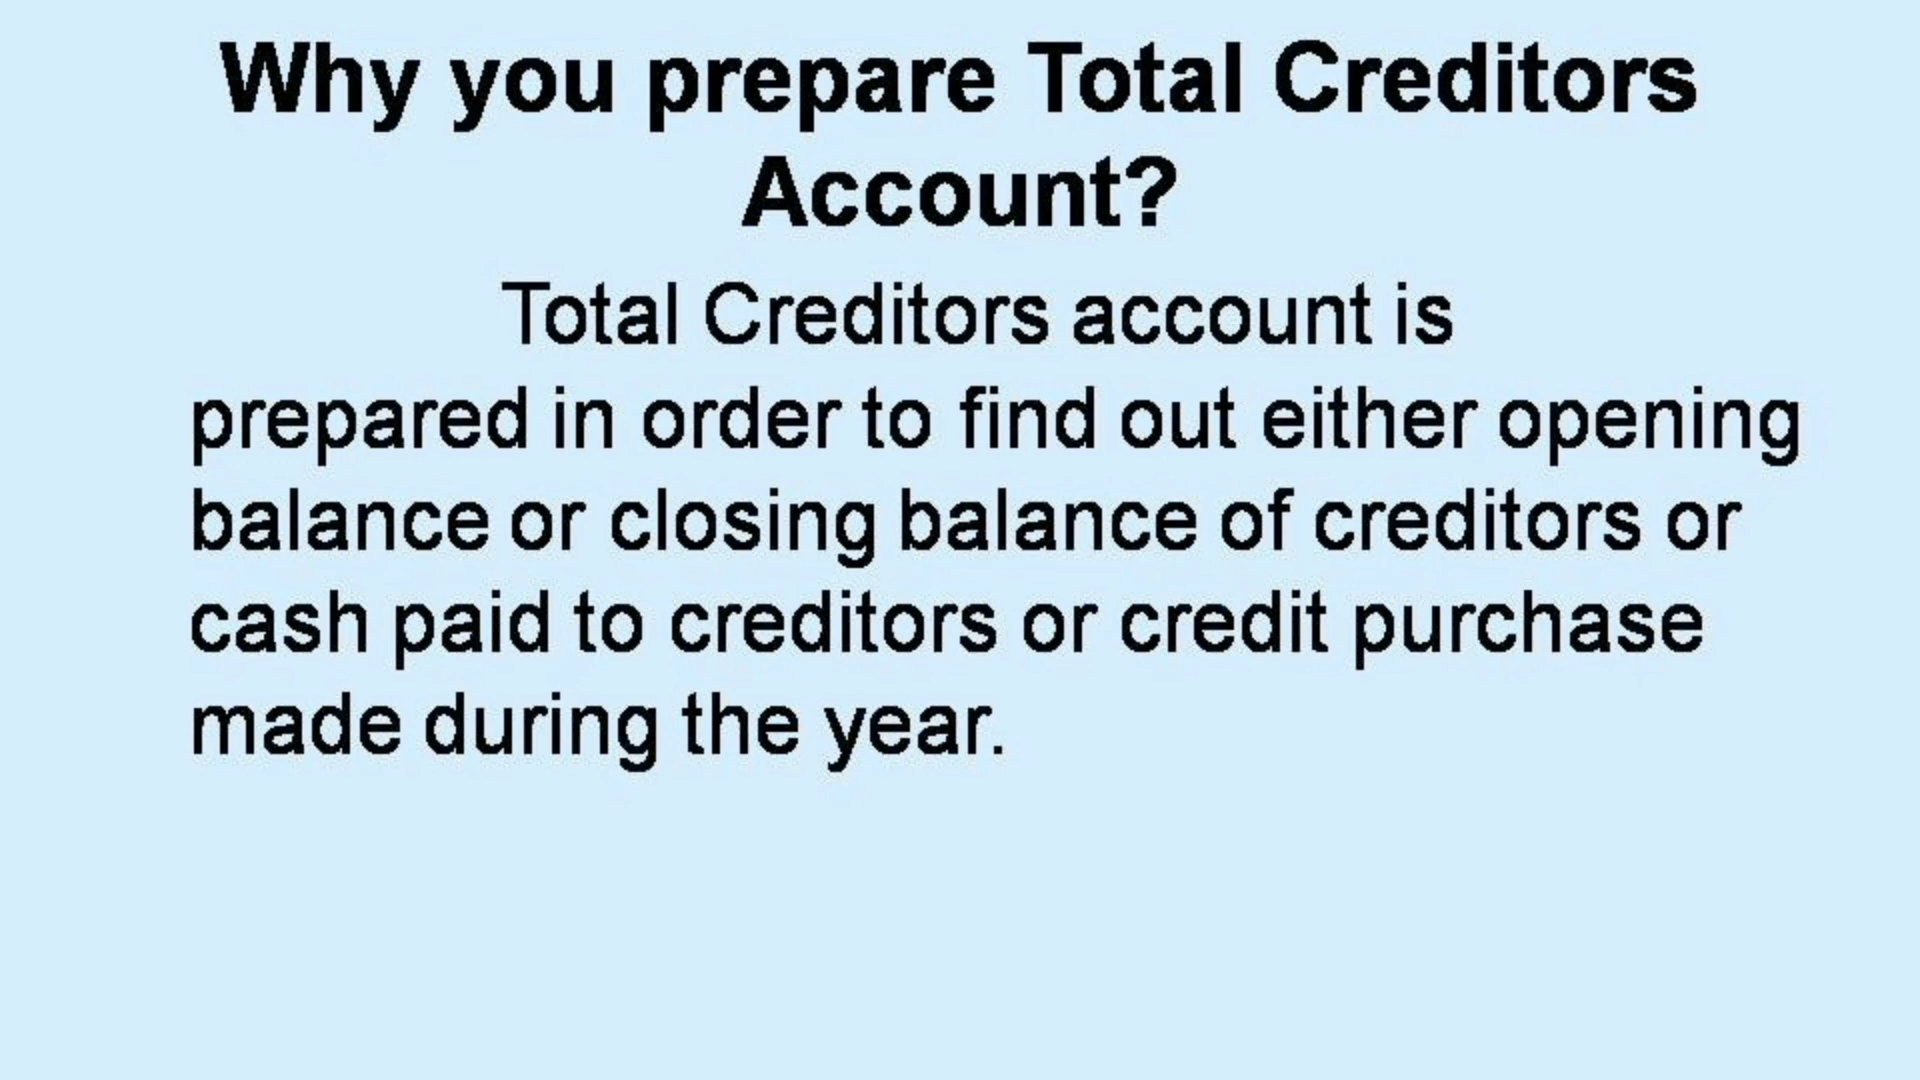 Why you prepare Total Creditors
Account?
Total Creditors account is
prepared in order to find out either opening
balance or closing balance of creditors or
cash paid to creditors or credit purchase
made during the year.